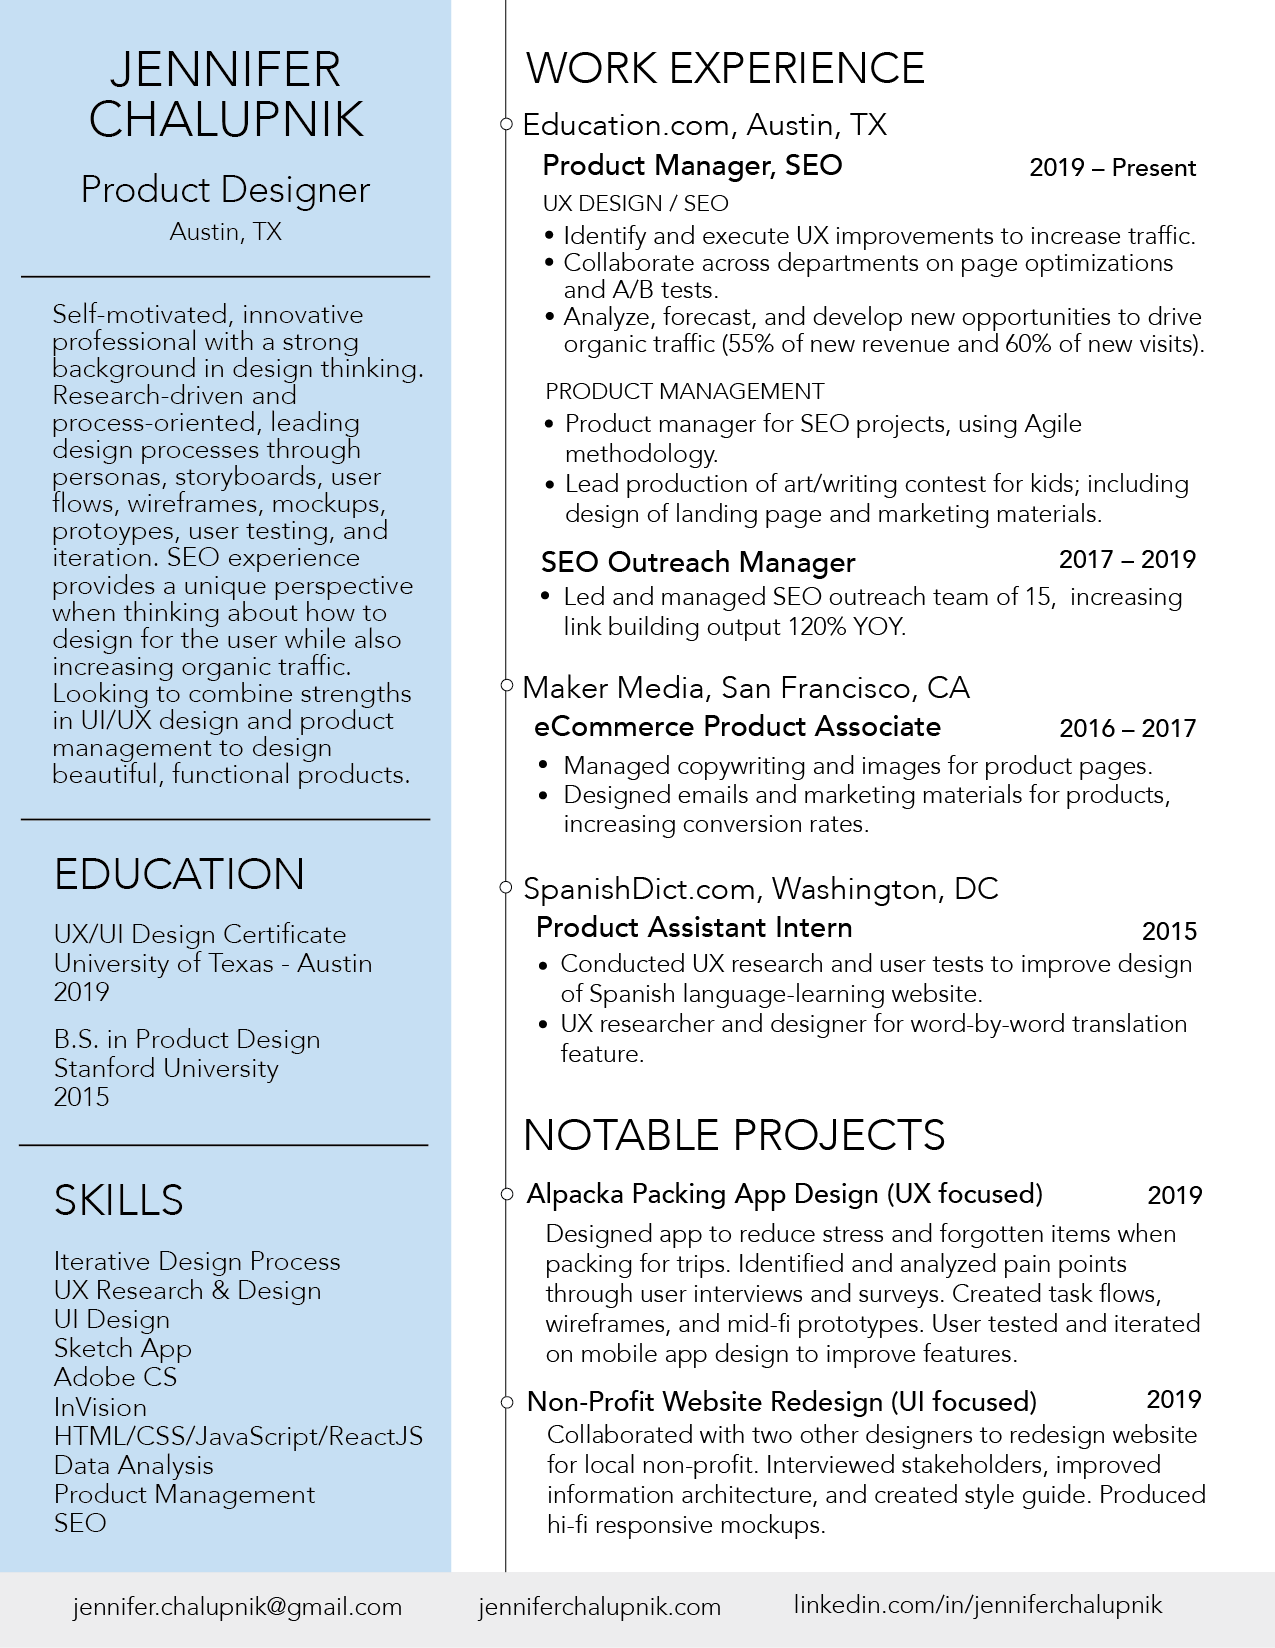 JENNIFER
CHALUPNIK
Product Designer
Austin, TX
Self-motivated, innovative
professional with a strong
background in design thinking.
Research-driven and
process-oriented, leading
design processes through
personas, storyboards, user
flows, wireframes, mockups,
protoypes, user testing, and
iteration. SEO experience
provides a unique perspective
when thinking about how to
design for the user while also
increasing organic traffic.
Looking to combine strengths
in UI/UX design and product
management to design
beautiful, functional products.
EDUCATION
UX/UI Design Certificate
University of Texas - Austin
2019
B.S. in Product Design
Stanford University
2015
SKILLS
Iterative Design Process
UX Research & Design
UI Design
Sketch App
Adobe CS
InVision
HTML/CSS/JavaScript/ReactJS
Data Analysis
Product Management
SEO
WORK EXPERIENCE
Education.com, Austin, TX
Product Manager, SEO 2019 – Present
UX DESIGN / SEO
• Identify and execute UX improvements to increase traffic.
• Collaborate across departments on page optimizations
and A/B tests.
• Analyze, forecast, and develop new opportunities to drive
organic traffic (55% of new revenue and 60% of new visits).
PRODUCT MANAGEMENT
• Product manager for SEO projects, using Agile
methodology.
• Lead production of art/writing contest for kids; including
design of landing page and marketing materials.
SEO Outreach Manager 2017 – 2019
• Led and managed SEO outreach team of 15, increasing
link building output 120% YOY.
Maker Media, San Francisco, CA
eCommerce Product Associate 2016 – 2017
• Managed copywriting and images for product pages.
• Designed emails and marketing materials for products,
increasing conversion rates.
SpanishDict.com, Washington, DC
Product Assistant Intern 2015
• Conducted UX research and user tests to improve design
of Spanish language-learning website.
• UX researcher and designer for word-by-word translation
feature.
NOTABLE PROJECTS
Alpacka Packing App Design (UX focused) 2019
Designed app to reduce stress and forgotten items when
packing for trips. Identified and analyzed pain points
through user interviews and surveys. Created task flows,
wireframes, and mid-fi prototypes. User tested and iterated
on mobile app design to improve features.
Non-Profit Website Redesign (UI focused) 2019
Collaborated with two other designers to redesign website
for local non-profit. Interviewed stakeholders, improved
information architecture, and created style guide. Produced
hi-fi responsive mockups.
jennifer.chalupnik@gmail.com jenniferchalupnik.com linkedin.com/in/jenniferchalupnik